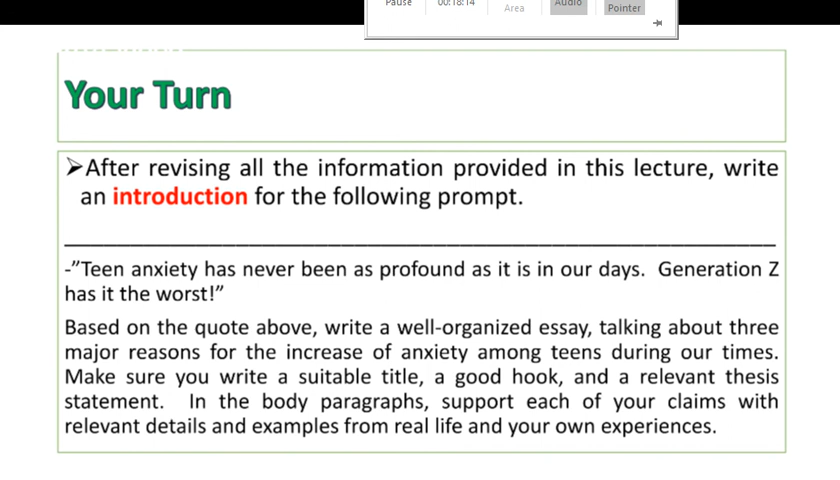 Pause
00:18:14
Area
Audio
Pointer
Your Turn
➤After revising all the information provided in this lecture, write
an introduction for the following prompt.
-"Teen anxiety has never been as profound as it is in our days. Generation Z
has it the worst!"
Based on the quote above, write a well-organized essay, talking about three
major reasons for the increase of anxiety among teens during our times.
Make sure you write a suitable title, a good hook, and a relevant thesis
statement. In the body paragraphs, support each of your claims with
relevant details and examples from real life and your own experiences.